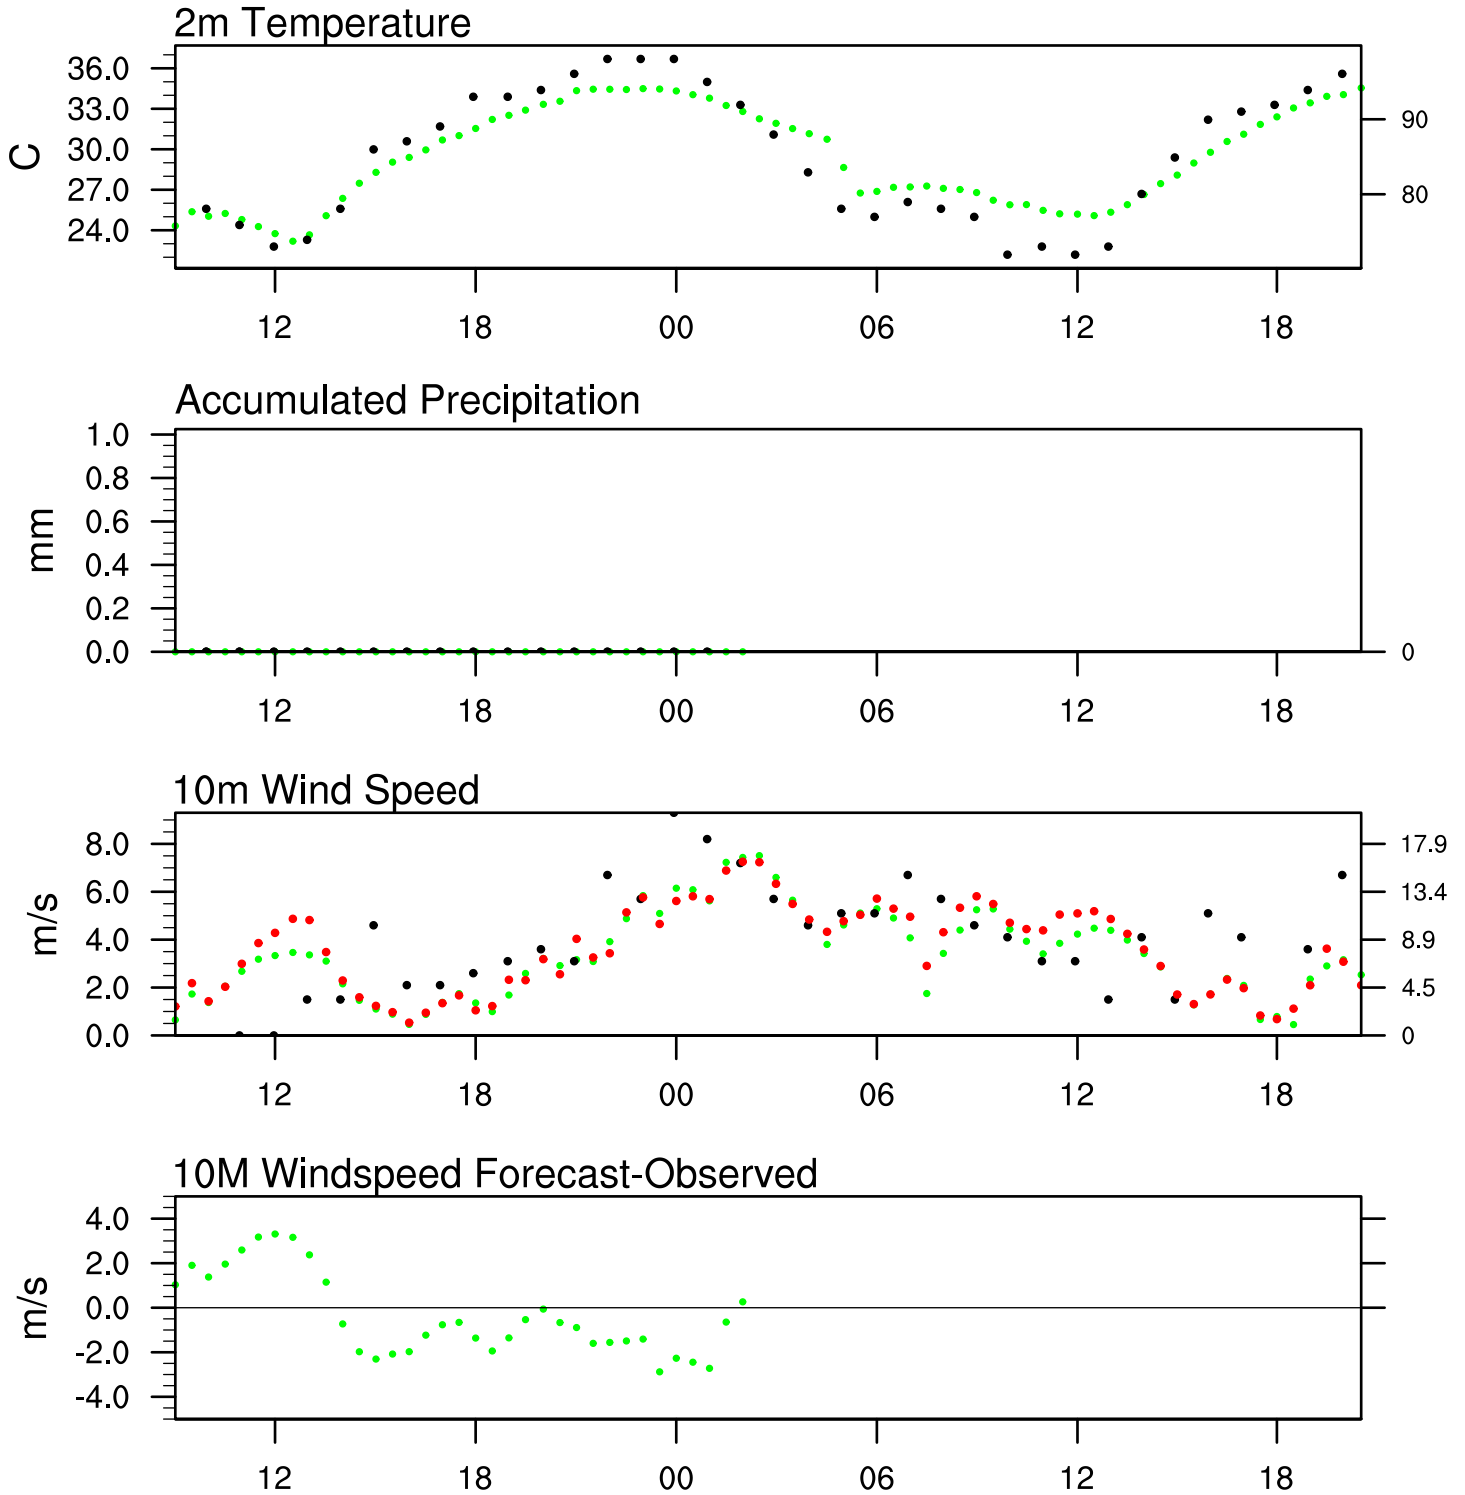 2m Temperature
36.0
33.0
90
30.0
C
27.0
80
24.0
12 18 00 06 12 18
Accumulated Precipitation
1.0
0.8
0.6
mm
0.4
0.2
0.0 0
12 18 00 06 12 18
10m Wind Speed
8.0 17.9
6.0 13.4
m/s
4.0 8.9
2.0 4.5
0.0 0
12 18 00 06 12 18
10M Windspeed Forecast-Observed
4.0
2.0
m/s
0.0
-2.0
-4.0
12 18 00 06 12 18